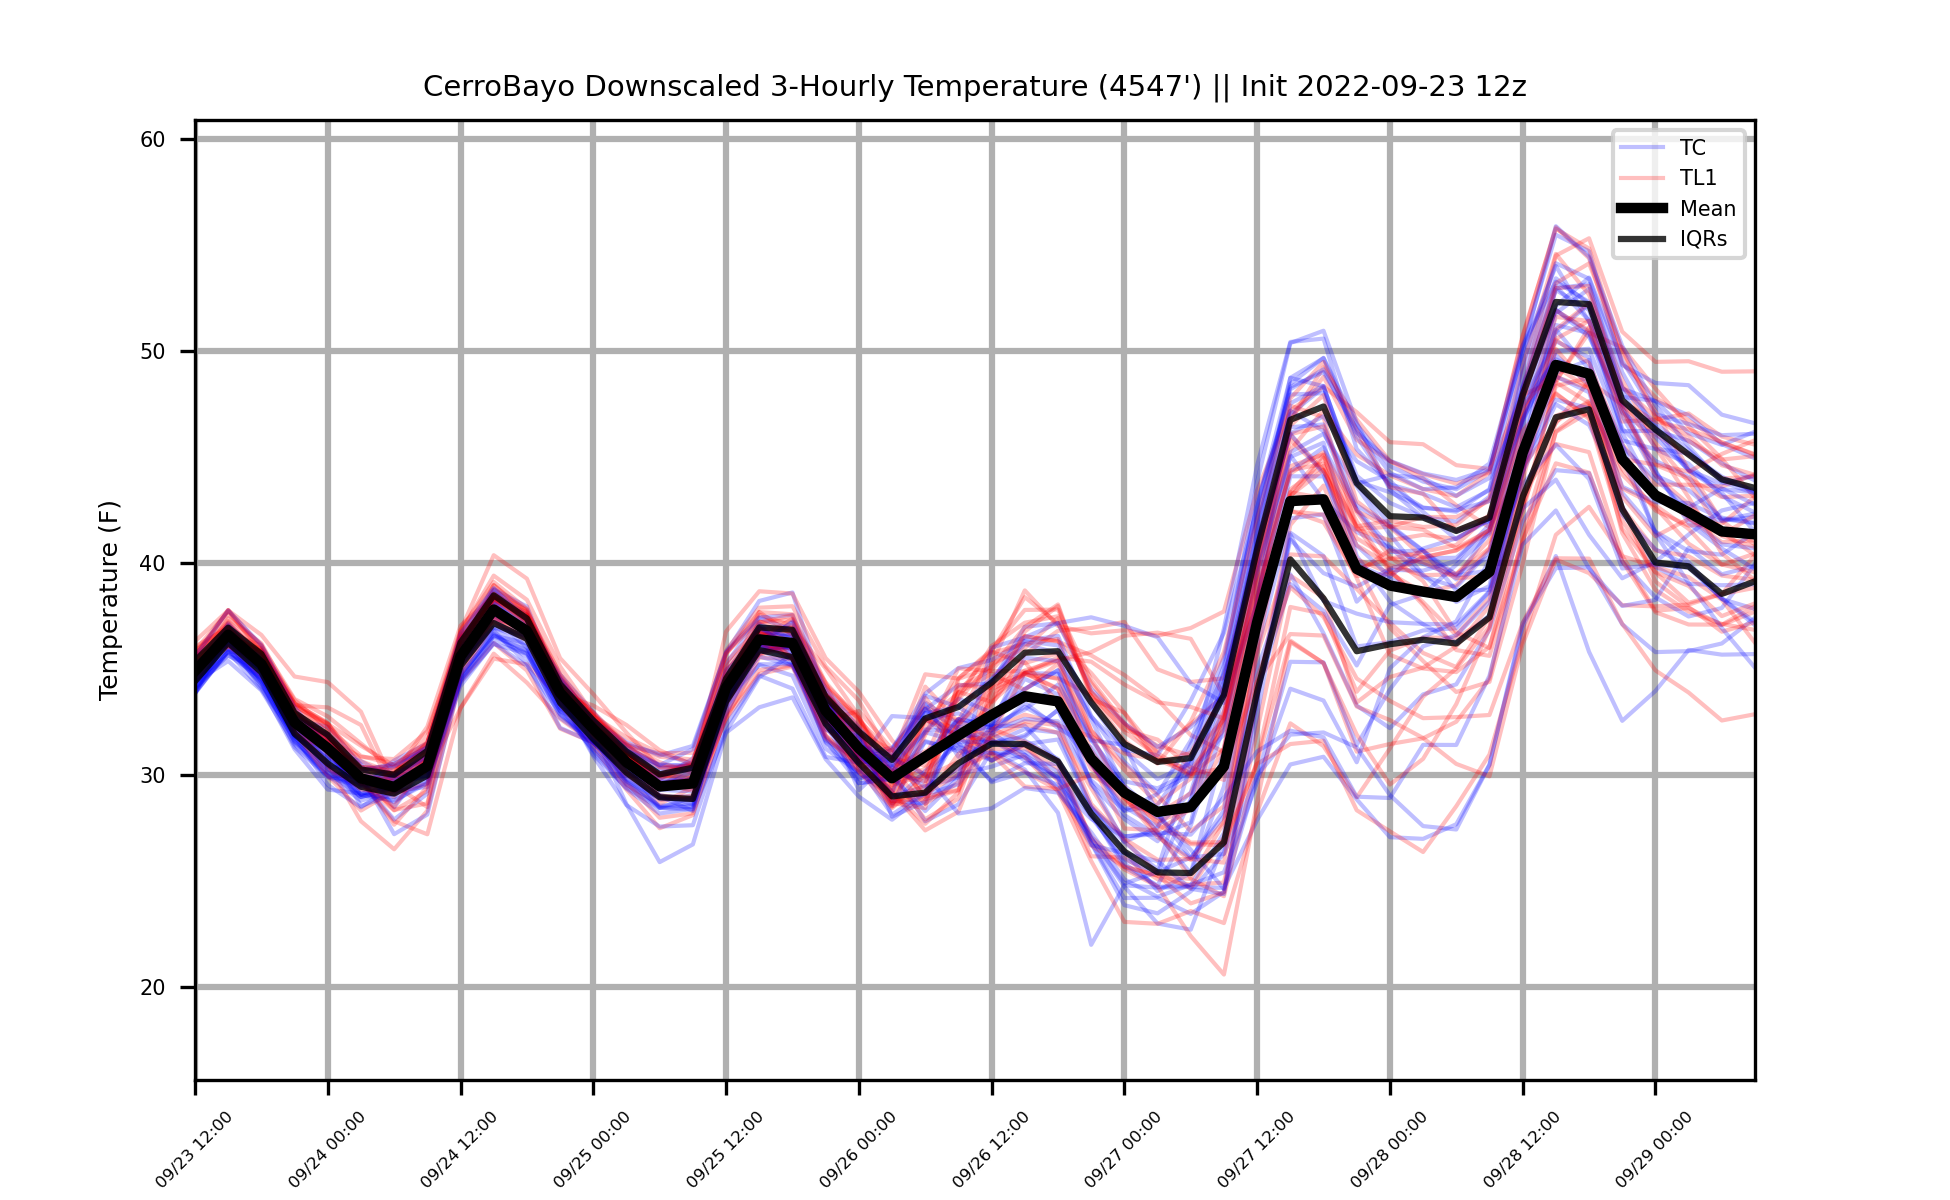 CerroBayo Downscaled 3-Hourly Temperature (4547') || Init 2022-09-23 12z
TC
TL1
Mean
IQRs
Temperature (F)
60
50
40
30
20
09/23 12:00
09/24 00:00
09/24 12:00
09/25 00:00
09/25 12:00
09/26 00:00
09/26 12:00
09/27 00:00
09/27 12:00
09/28 00:00
09/28 12:00
09/29 00:00